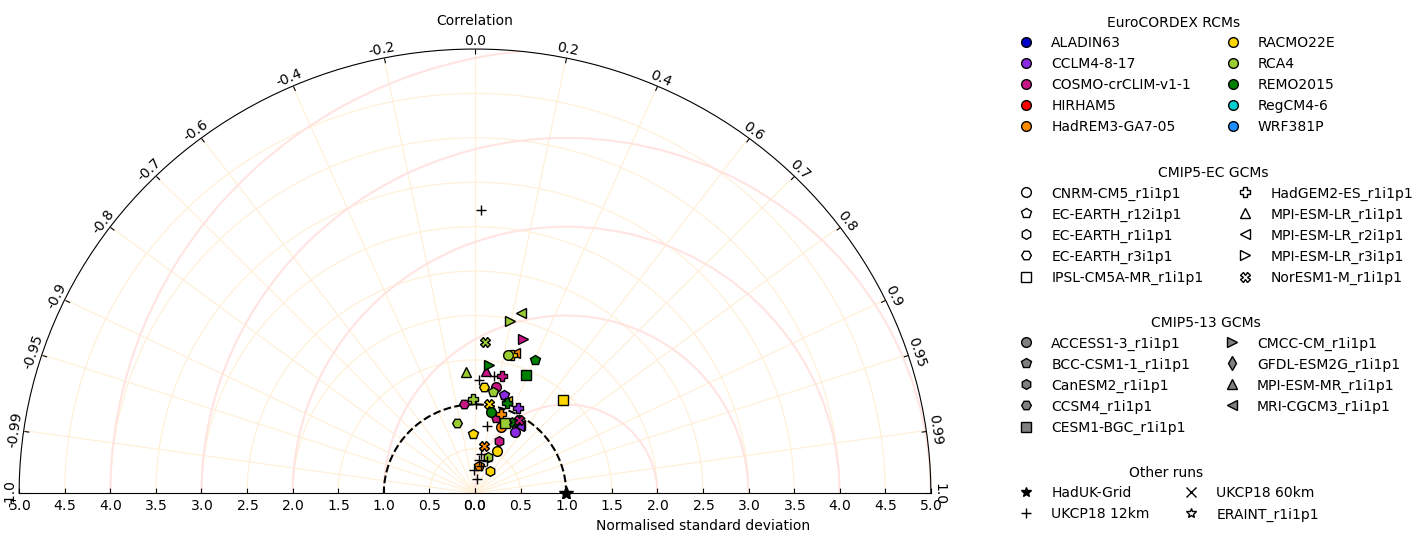 Correlation
0.0
-0.2
0.2
-0.4
0.4
-0.6
0.6
-0.7
0.7
-0.8
0.8
-0.9
0.9
-0.95
0.95
-0.99
0.99
-1.0
1.0
5.0 4.5 4.0 3.5 3.0 2.5 2.0 1.5 1.0 0.5 0.0 0.5 1.0 1.5 2.0 2.5 3.0 3.5 4.0 4.5 5.0
Normalised standard deviation
EuroCORDEX RCMs
ALADIN63 RACMO22E
CCLM4-8-17 RCA4
COSMO-crCLIM-v1-1 REMO2015
HIRHAM5 RegCM4-6
HadREM3-GA7-05 WRF381P
CMIP5-EC GCMs
CNRM-CM5_r1i1p1 HadGEM2-ES_r1i1p1
EC-EARTH_r12i1p1 MPI-ESM-LR_r1i1p1
EC-EARTH_r1i1p1 MPI-ESM-LR_r2i1p1
EC-EARTH_r3i1p1 MPI-ESM-LR_r3i1p1
IPSL-CM5A-MR_r1i1p1 NorESM1-M_r1i1p1
CMIP5-13 GCMs
ACCESS1-3_r1i1p1 CMCC-CM_r1i1p1
BCC-CSM1-1_r1i1p1 GFDL-ESM2G_r1i1p1
CanESM2_r1i1p1 MPI-ESM-MR_r1i1p1
CCSM4_r1i1p1 MRI-CGCM3_r1i1p1
CESM1-BGC_r1i1p1
Other runs
HadUK-Grid UKCP18 60km
UKCP18 12km ERAINT_r1i1p1